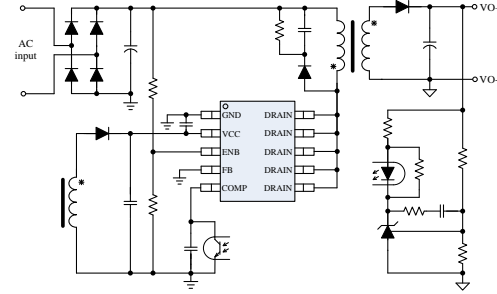 AC
input
VO-
VO-
GND
DRAIN
VCC
DRAIN
ENB
DRAIN
FB
DRAIN
COMP
DRAIN